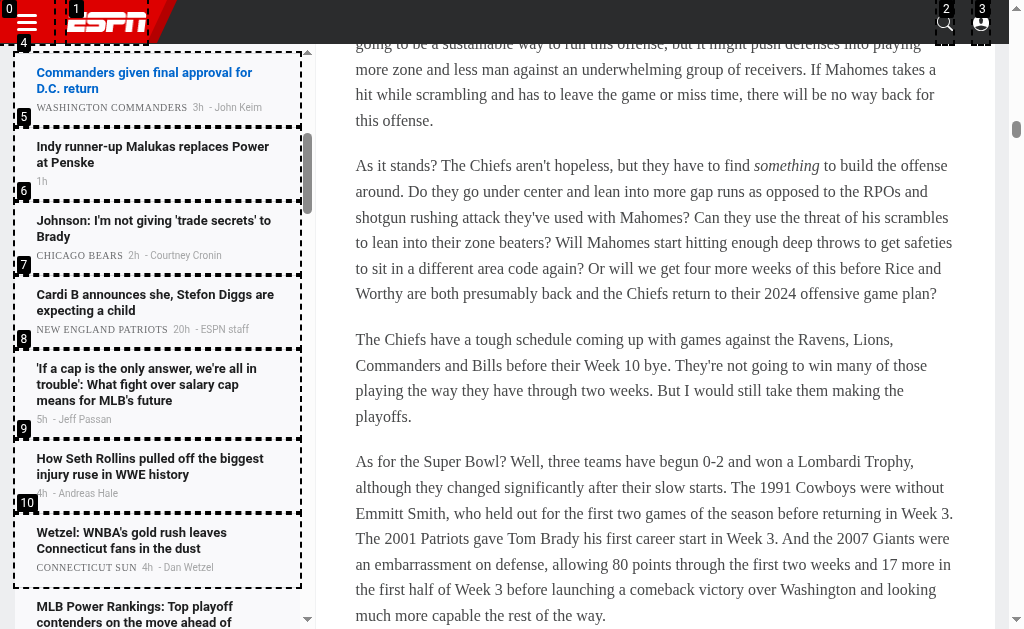 0
1
ESPN
2
3
4
Commanders given final approval for
D.C. return
WASHINGTON COMMANDERS 3h - John Keim
5
Indy runner-up Malukas replaces Power
at Penske
1h
6
Johnson: I'm not giving 'trade secrets' to
Brady
CHICAGO BEARS 2h - Courtney Cronin
7
Cardi B announces she, Stefon Diggs are
expecting a child
NEW ENGLAND PATRIOTS 20h - ESPN staff
8
'If a cap is the only answer, we're all in
trouble': What fight over salary cap
means for MLB's future
5h - Jeff Passan
9
How Seth Rollins pulled off the biggest
injury ruse in WWE history
4h - Andreas Hale
10
Wetzel: WNBA's gold rush leaves
Connecticut fans in the dust
CONNECTICUT SUN 4h - Dan Wetzel
MLB Power Rankings: Top playoff
contenders on the move ahead of
going to be a sustainable way to run this offense, but it might push defenses into playing
more zone and less man against an underwhelming group of receivers. If Mahomes takes a
hit while scrambling and has to leave the game or miss time, there will be no way back for
this offense.
As it stands? The Chiefs aren't hopeless, but they have to find something to build the offense
around. Do they go under center and lean into more gap runs as opposed to the RPOs and
shotgun rushing attack they've used with Mahomes? Can they use the threat of his scrambles
to lean into their zone beaters? Will Mahomes start hitting enough deep throws to get safeties
to sit in a different area code again? Or will we get four more weeks of this before Rice and
Worthy are both presumably back and the Chiefs return to their 2024 offensive game plan?
The Chiefs have a tough schedule coming up with games against the Ravens, Lions,
Commanders and Bills before their Week 10 bye. They're not going to win many of those
playing the way they have through two weeks. But I would still take them making the
playoffs.
As for the Super Bowl? Well, three teams have begun 0-2 and won a Lombardi Trophy,
although they changed significantly after their slow starts. The 1991 Cowboys were without
Emmitt Smith, who held out for the first two games of the season before returning in Week 3.
The 2001 Patriots gave Tom Brady his first career start in Week 3. And the 2007 Giants were
an embarrassment on defense, allowing 80 points through the first two weeks and 17 more in
the first half of Week 3 before launching a comeback victory over Washington and looking
much more capable the rest of the way.